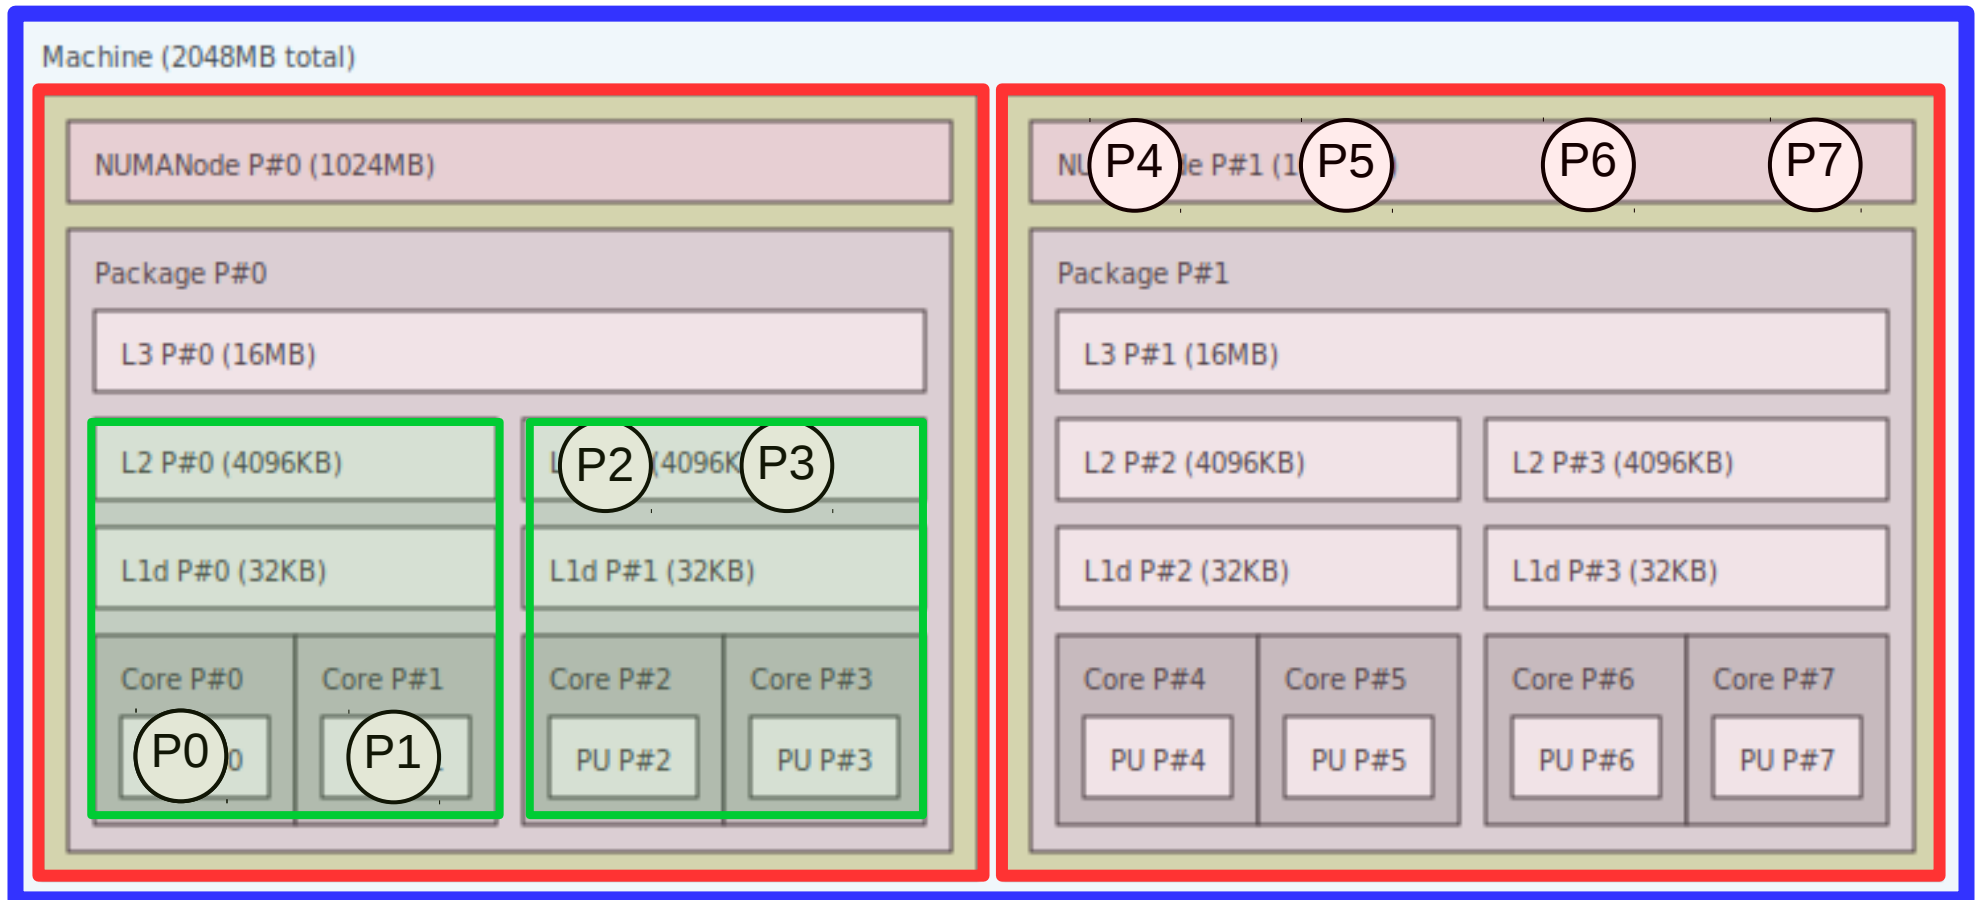 Machine (2048MB total)
NUMANode P#0 (1024MB)
P4 P5 P6 P7
P#1
Package P#0
Package P#1
L3 P#0 (16MB)
L3 P#1 (16MB)
L2 P#0 (4096KB)
P2 P3
L2 P#2 (4096KB)
L2 P#3 (4096KB)
L1d P#0 (32KB)
L1d P#1 (32KB)
L1d P#2 (32KB)
L1d P#3 (32KB)
Core P#0
Core P#1
Core P#2
Core P#3
Core P#4
Core P#5
Core P#6
Core P#7
P0
P1
PU P#2
PU P#3
PU P#4
PU P#5
PU P#6
PU P#7